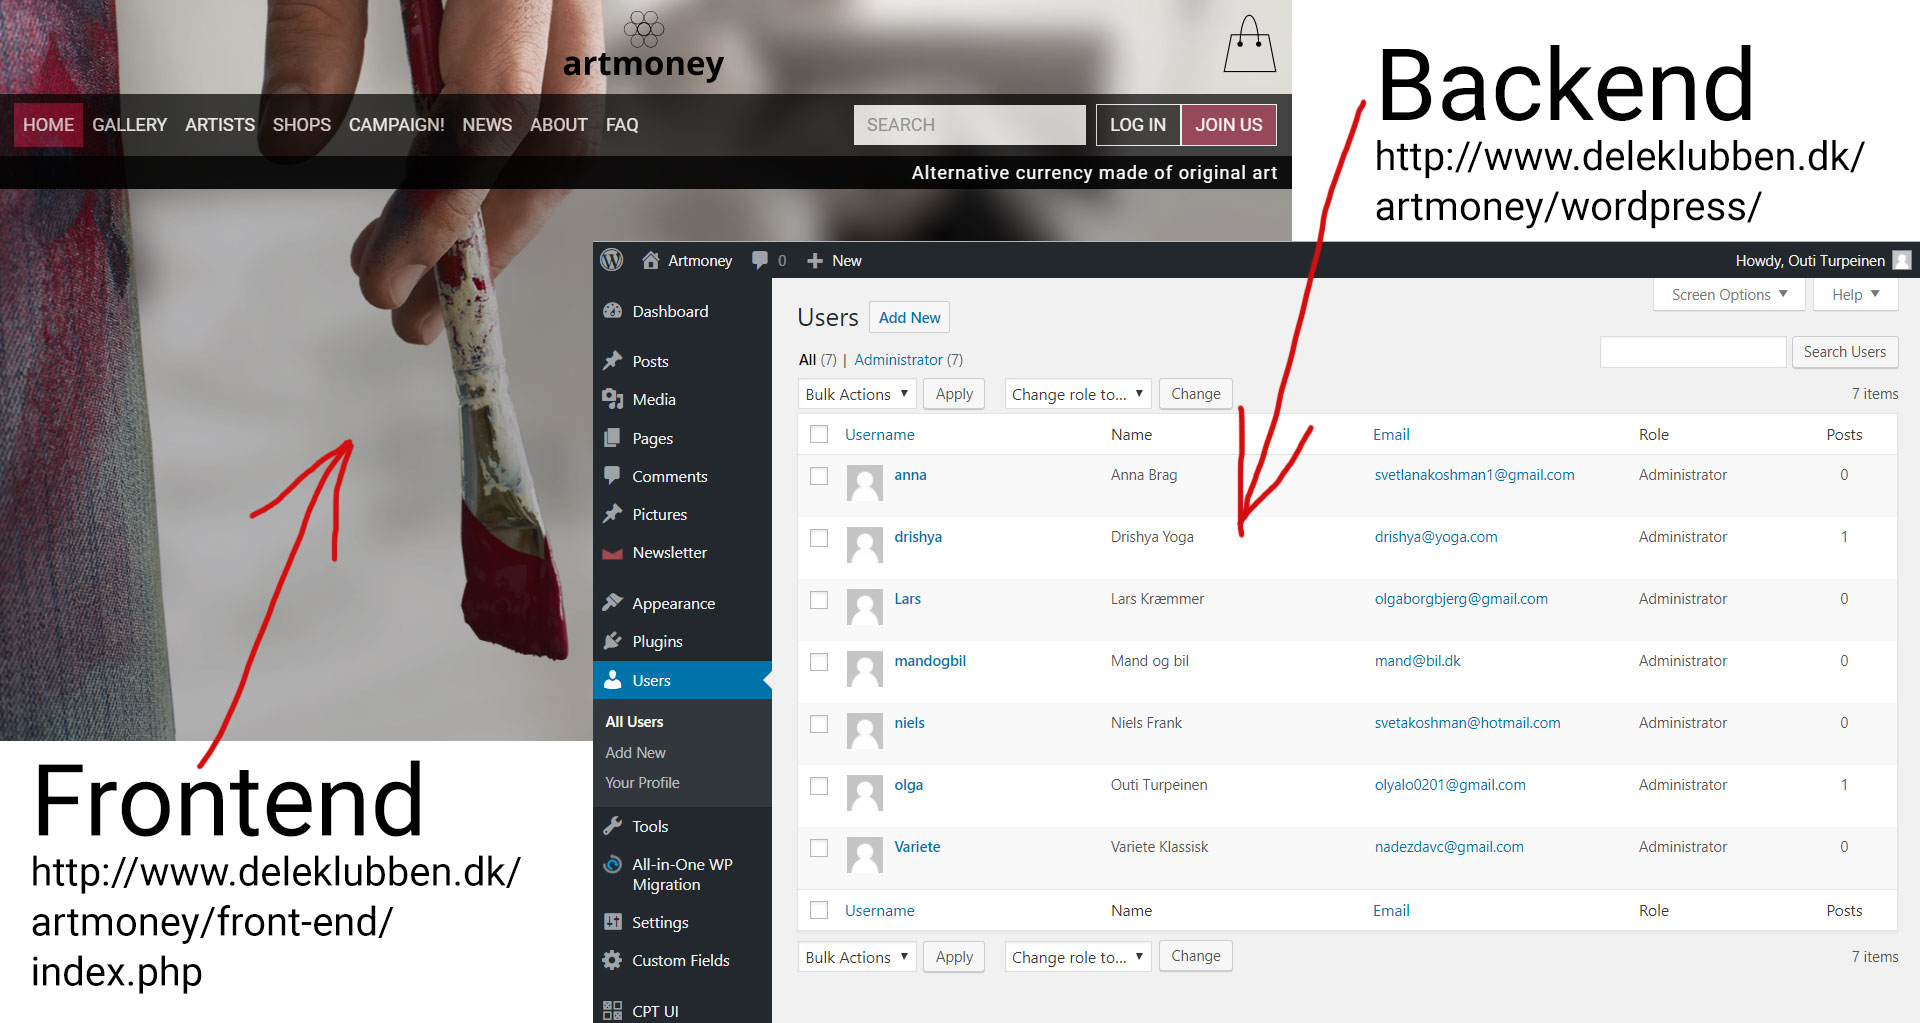 artmoney
HOME GALLERY ARTISTS SHOPS CAMPAIGN! NEWS ABOUT FAQ SEARCH LOG IN JOIN US
Alternative currency made of original art
Backend
http://www.deleklubben.dk/
artmoney/wordpress/
Frontend
http://www.deleklubben.dk/
artmoney/front-end/
index.php
Artmoney 0 New Howdy, Outi Turpeinen
Dashboard
Posts
Media
Pages
Comments
Pictures
Newsletter
Appearance
Plugins
Users
All Users
Add New
Your Profile
Tools
All-in-One WP
Migration
Settings
Custom Fields
CPT UI
Screen Options Help
Users Add New
All (7) | Administrator (7)
Search Users
Bulk Actions Apply Change role to... Change 7 items
Username Name Email Role Posts
anna Anna Brag svetlanakoshman1@gmail.com Administrator 0
drishya Drishya Yoga drishya@yoga.com Administrator 1
Lars Lars Kræmmer olgaborgbjerg@gmail.com Administrator 0
mandogbil Mand og bil mand@bil.dk Administrator 0
niels Niels Frank svetakoshman@hotmail.com Administrator 0
olga Outi Turpeinen olyalo0201@gmail.com Administrator 1
Variete Variete Klassisk nadezdavc@gmail.com Administrator 0
Username Name Email Role Posts
Bulk Actions Apply Change role to... Change 7 items